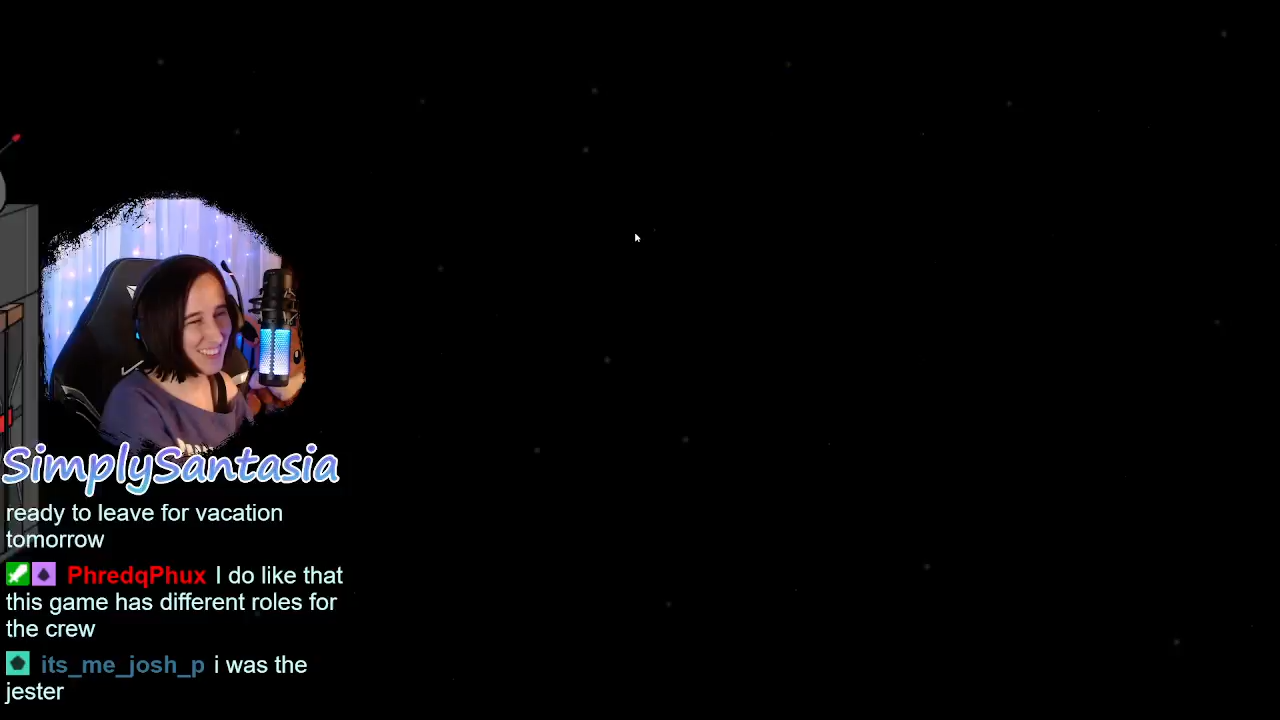 SimplySantasia
ready to leave for vacation
tomorrow
PhredqPhux I do like that
this game has different roles for
the crew
its_me_josh_p i was the
jester